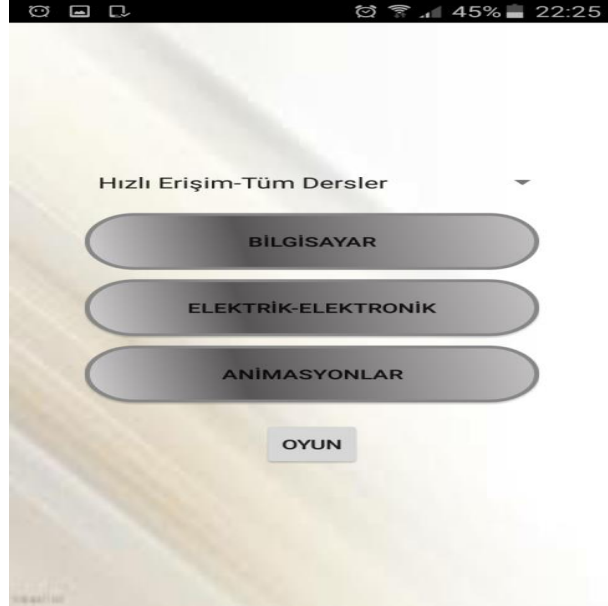 45% 22:25
Hızlı Erişim-Tüm Dersler
BİLGİSAYAR
ELEKTRİK-ELEKTRONİK
ANİMASYONLAR
OYUN